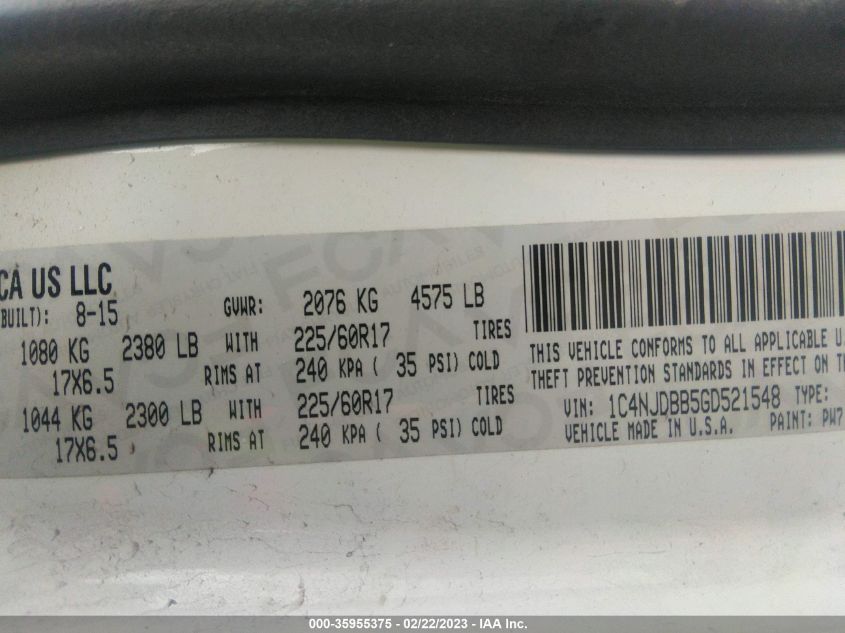 CA US LLC
BUILT): 8-15 GVWR: 2076 KG 4575 LB
1080 KG 2380 LB WITH 225/60R17 TIRES
17X6.5 RIMS AT 240 KPA ( 35 PSI) COLD
1044 KG 2300 LB WITH 225/60R17 TIRES
17X6.5 RIMS AT 240 KPA ( 35 PSI) COLD
THIS VEHICLE CONFORMS TO ALL APPLICABLE U.
THEFT PREVENTION STANDARDS IN EFFECT ON TH
VIN: 1C4NJDBB5GD521548 TYPE:
VEHICLE MADE IN U.S.A. PAINT: PW7
000-35955375 - 02/22/2023 - IAA Inc.